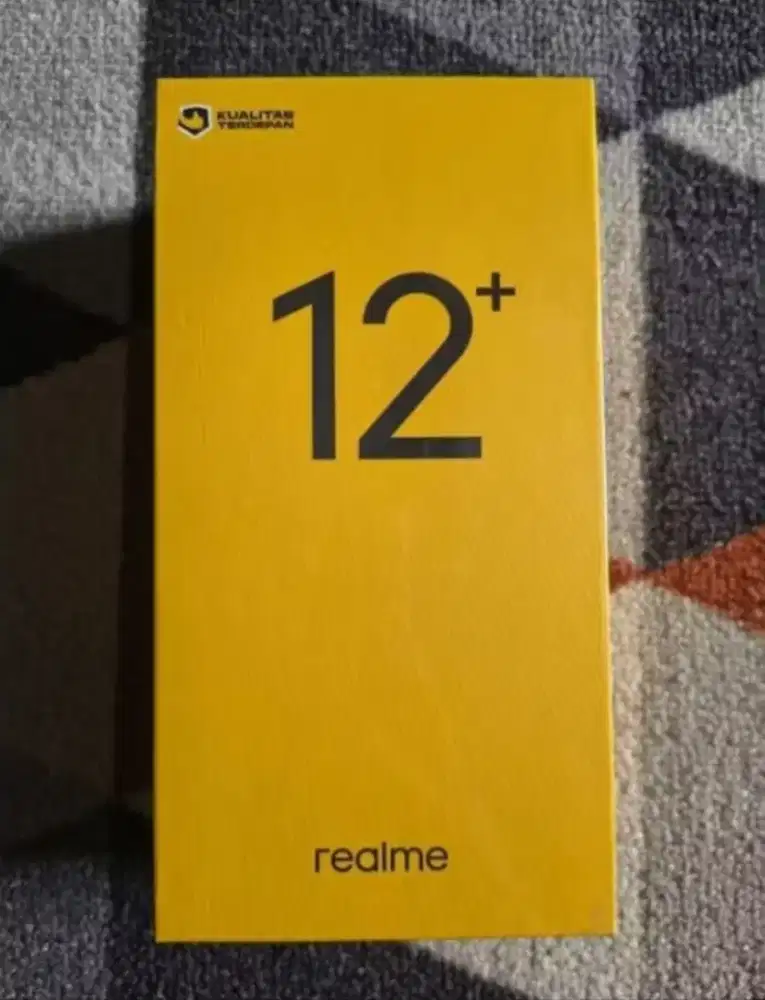 KUALITAS
TERDEPAN
12+
realme